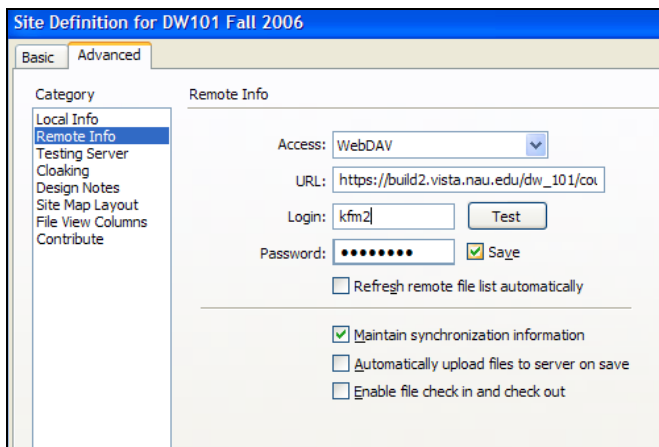 Site Definition for DW101 Fall 2006
Basic Advanced
Category
Local Info
Remote Info
Testing Server
Cloaking
Design Notes
Site Map Layout
File View Columns
Contribute
Remote Info
Access: WebDAV
URL: https://build2.vista.nau.edu/dw_101/cou
Login: kfm2 Test
Password: •••••••• Save
Refresh remote file list automatically
Maintain synchronization information
Automatically upload files to server on save
Enable file check in and check out